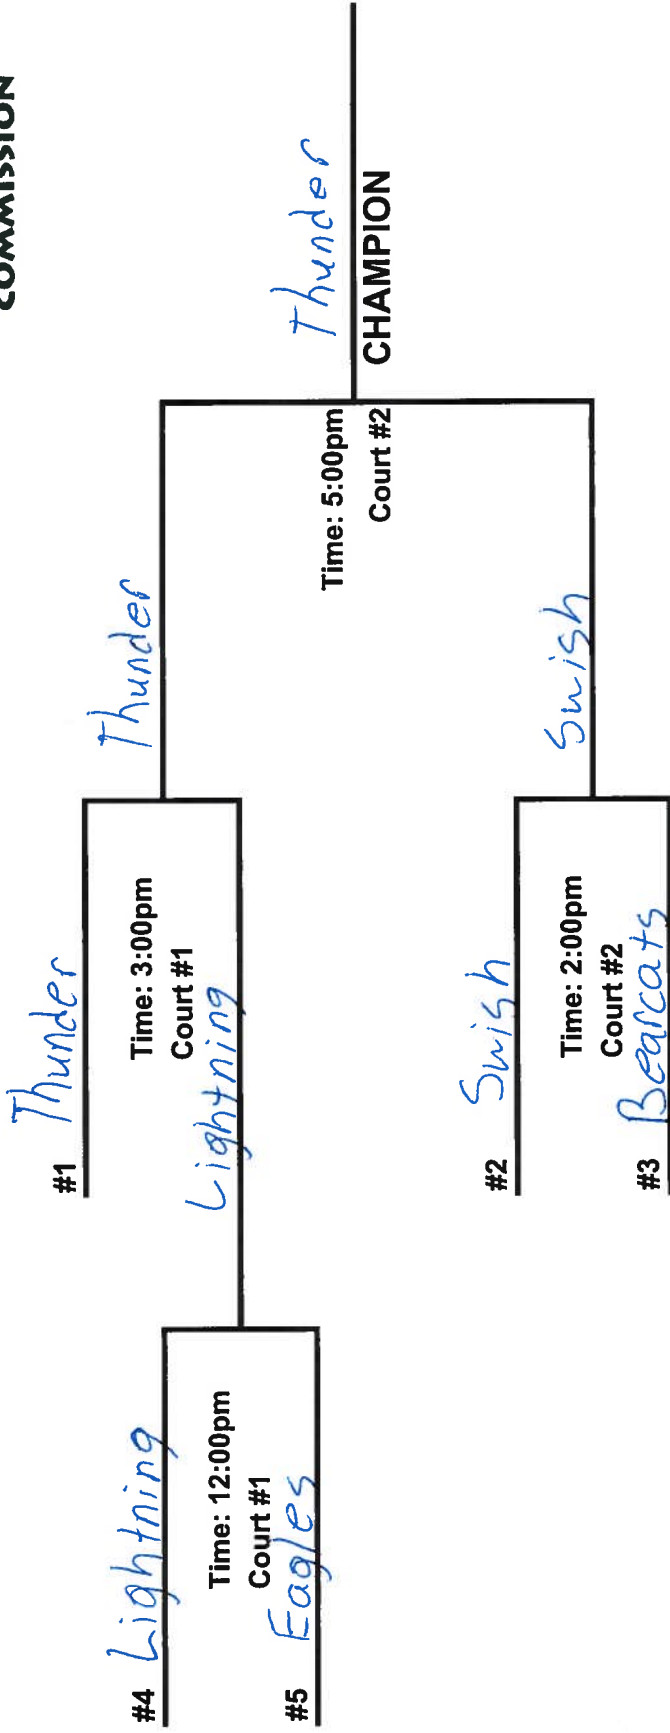 COMMISSION
#1 Thunder
Thunder
#4 Lightning
Time: 3:00pm
Court #1
Lightning
Time: 12:00pm
Court #1
#5 Eagles
Thunder
CHAMPION
Time: 5:00pm
Court #2
#2 Swish
Swish
Time: 2:00pm
Court #2
#3 Bearcats